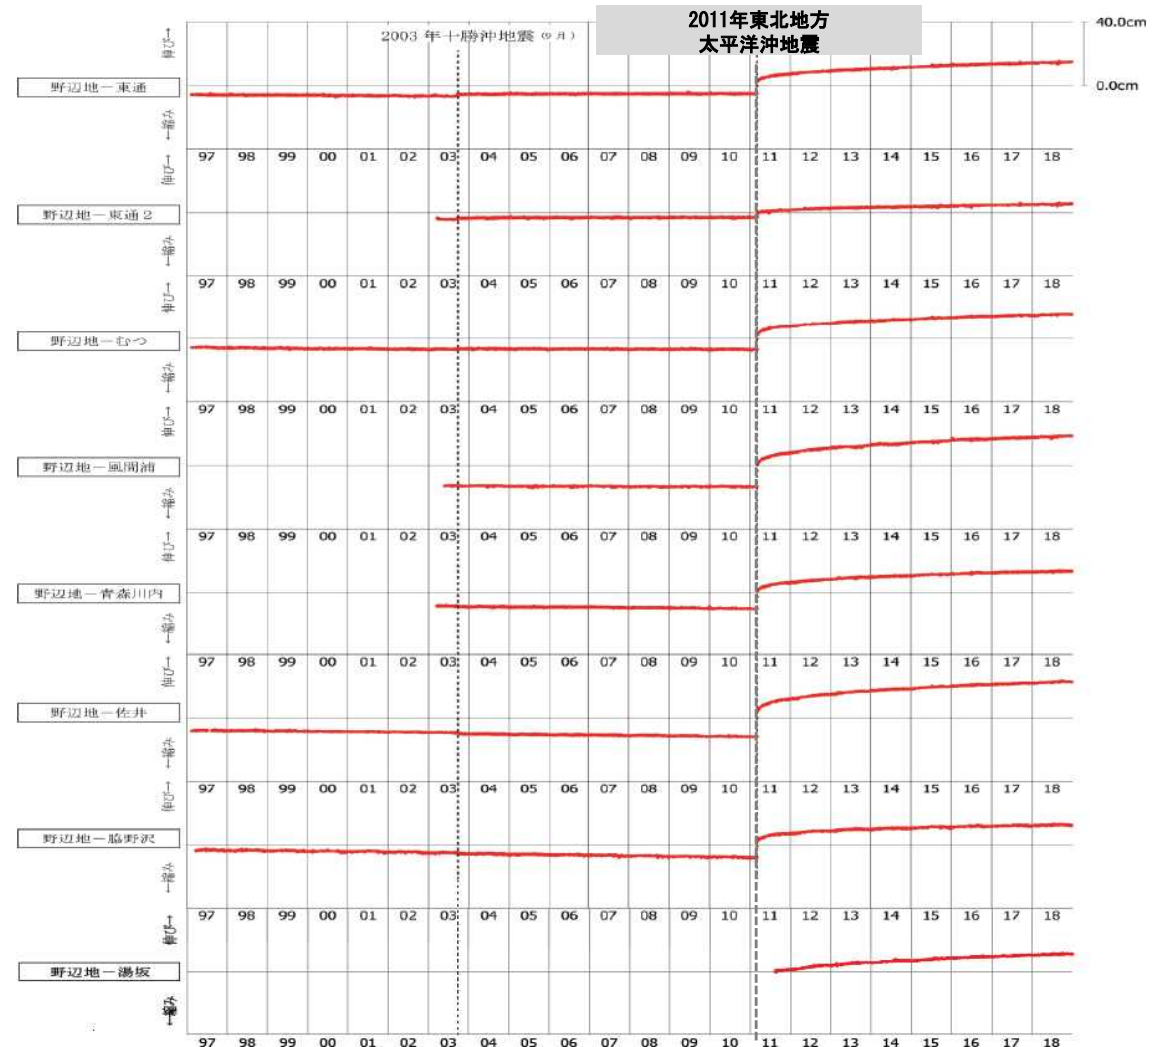 2011年東北地方
太平洋沖地震
2003 年十勝沖地震 (9 月)
40.0cm
0.0cm
伸び→
野辺地－東通
←縮み
97 98 99 00 01 02 03 04 05 06 07 08 09 10 11 12 13 14 15 16 17 18
伸び→
野辺地－東通 2
←縮み
97 98 99 00 01 02 03 04 05 06 07 08 09 10 11 12 13 14 15 16 17 18
伸び→
野辺地－むつ
←縮み
97 98 99 00 01 02 03 04 05 06 07 08 09 10 11 12 13 14 15 16 17 18
伸び→
野辺地－風間浦
←縮み
97 98 99 00 01 02 03 04 05 06 07 08 09 10 11 12 13 14 15 16 17 18
伸び→
野辺地－青森川内
←縮み
97 98 99 00 01 02 03 04 05 06 07 08 09 10 11 12 13 14 15 16 17 18
伸び→
野辺地－佐井
←縮み
97 98 99 00 01 02 03 04 05 06 07 08 09 10 11 12 13 14 15 16 17 18
伸び→
野辺地－脇野沢
←縮み
97 98 99 00 01 02 03 04 05 06 07 08 09 10 11 12 13 14 15 16 17 18
伸び→
野辺地－湯坂
←縮み
97 98 99 00 01 02 03 04 05 06 07 08 09 10 11 12 13 14 15 16 17 18